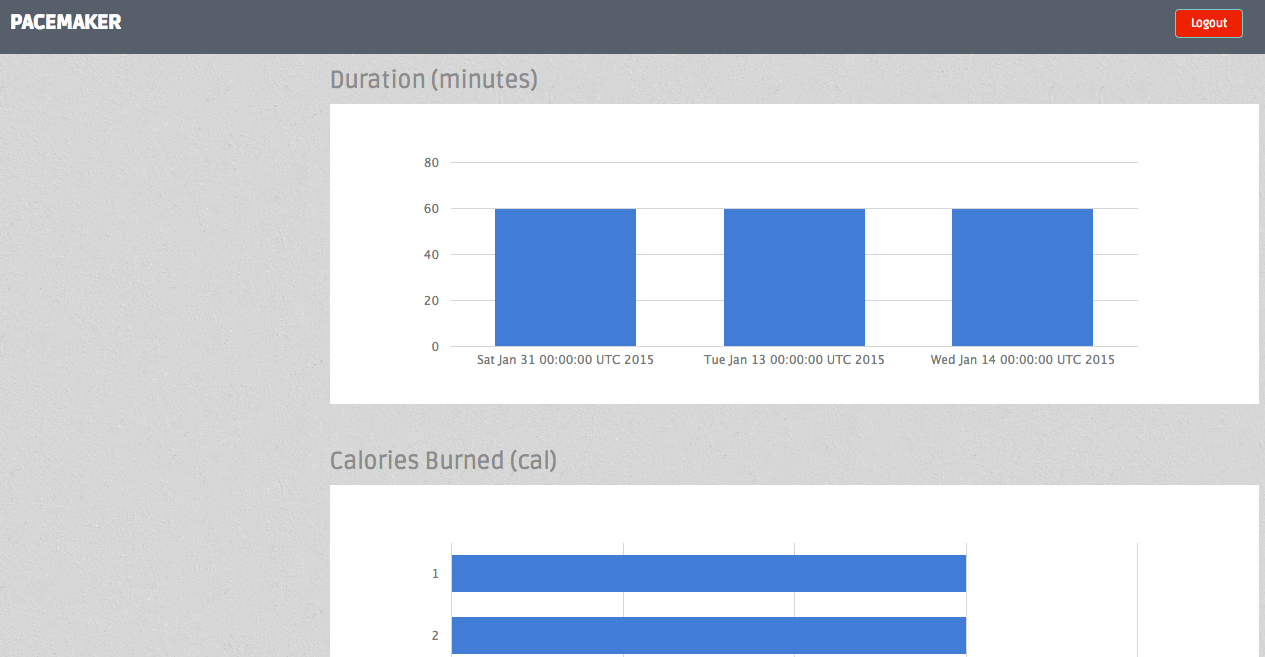 PACEMAKER
Logout
Duration (minutes)
80
60
40
20
0
Sat Jan 31 00:00:00 UTC 2015 Tue Jan 13 00:00:00 UTC 2015 Wed Jan 14 00:00:00 UTC 2015
Calories Burned (cal)
1
2